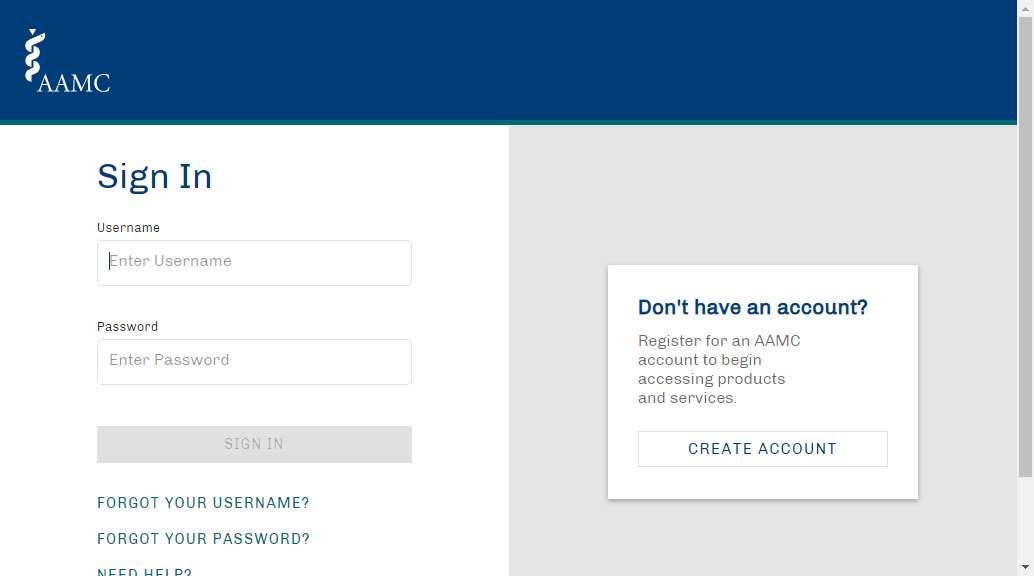 AAMC
Sign In
Username
Enter Username
Password
Enter Password
SIGN IN
FORGOT YOUR USERNAME?
FORGOT YOUR PASSWORD?
NEED HELP?
Don't have an account?
Register for an AAMC
account to begin
accessing products
and services.
CREATE ACCOUNT